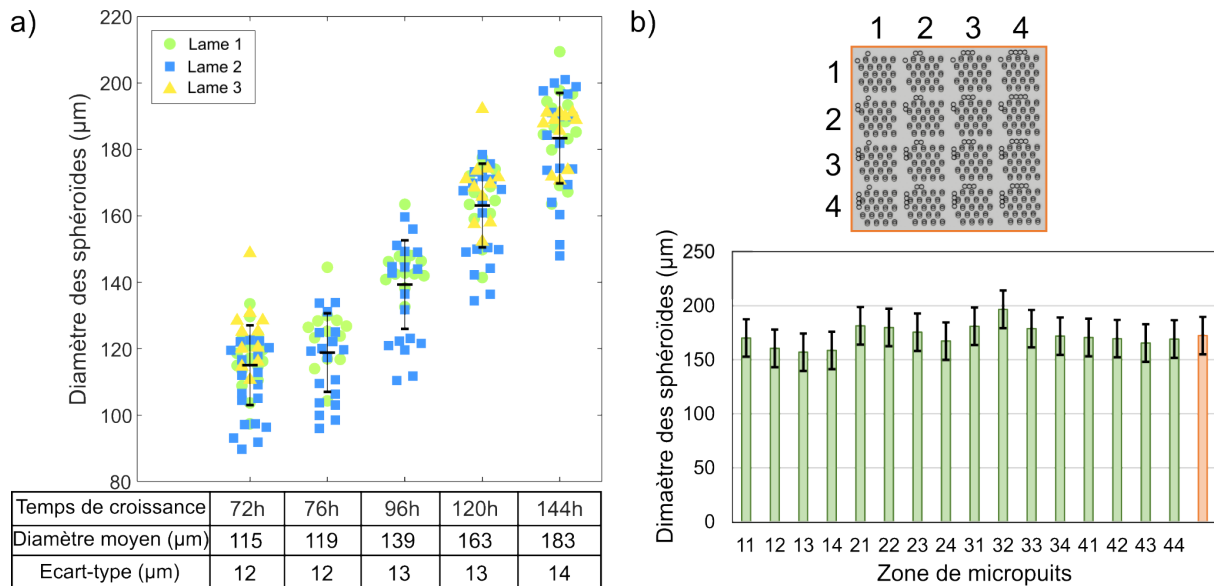 a)
220
200
180
160
140
120
100
80
Diamètre des sphéroïdes (µm)
Lame 1
Lame 2
Lame 3
Temps de croissance 72h 76h 96h 120h 144h
Diamètre moyen (µm) 115 119 139 163 183
Ecart-type (µm) 12 12 13 13 14
b)
1 2 3 4
1
2
3
4
250
200
150
100
50
0
Dimaètre des sphéroïdes (µm)
11 12 13 14 21 22 23 24 31 32 33 34 41 42 43 44
Zone de micropuits